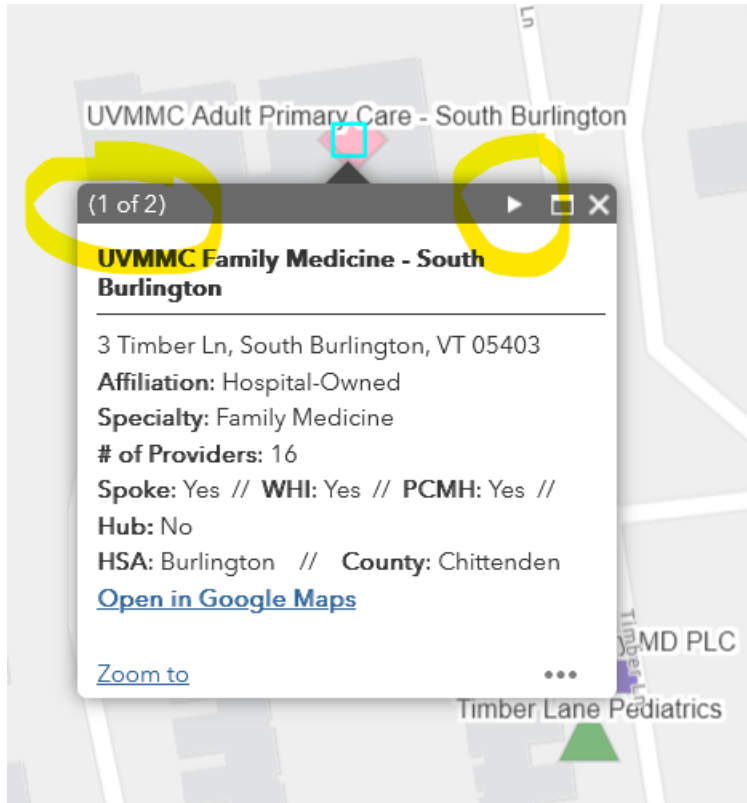 Ln
UVMMC Adult Primary Care - South Burlington
(1 of 2)
UVMMC Family Medicine - South
Burlington
3 Timber Ln, South Burlington, VT 05403
Affiliation: Hospital-Owned
Specialty: Family Medicine
# of Providers: 16
Spoke: Yes // WHI: Yes // PCMH: Yes //
Hub: No
HSA: Burlington // County: Chittenden
Open in Google Maps
Zoom to
MD PLC
Timber Ln
Timber Lane Pediatrics